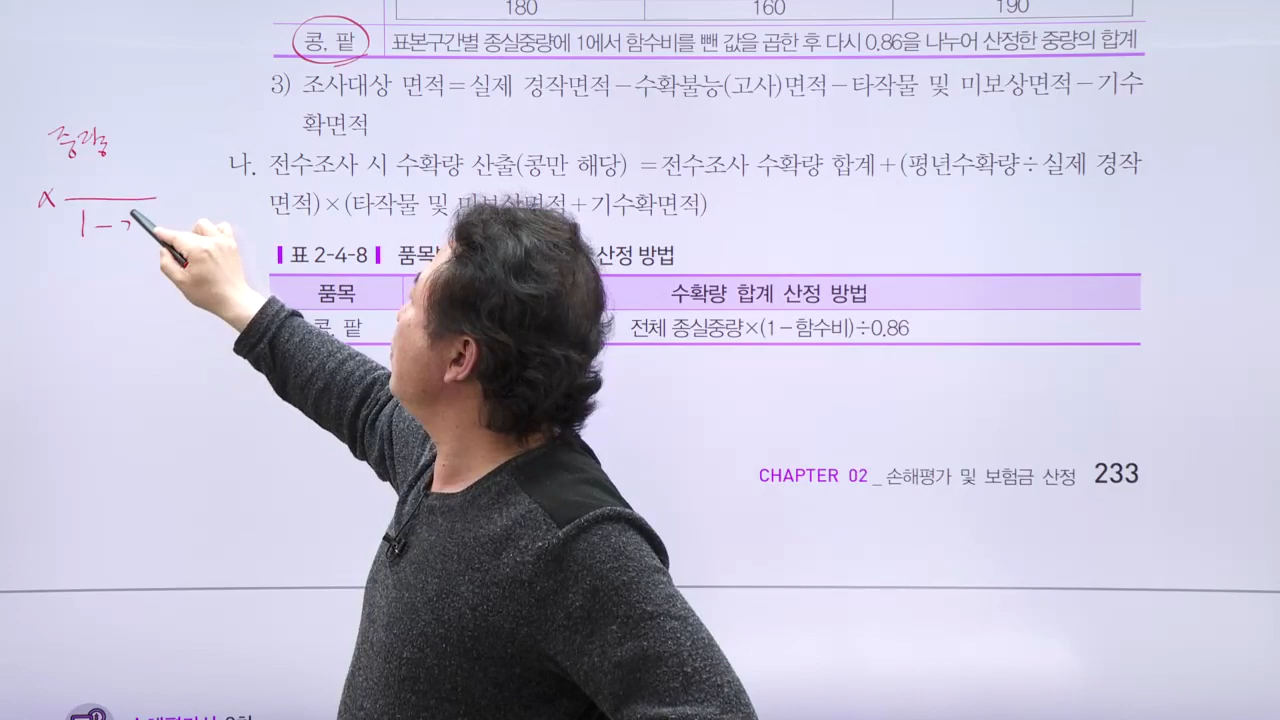 180 160 190
콩, 팥 표본구간별 종실중량에 1에서 함수비를 뺀 값을 곱한 후 다시 0.86을 나누어 산정한 중량의 합계
3) 조사대상 면적=실제 경작면적-수확불능(고사)면적-타작물 및 미보상면적-기수
확면적
중량
×
1-
나. 전수조사 시 수확량 산출(콩만 해당) =전수조사 수확량 합계+(평년수확량÷실제 경작
면적)×(타작물 및 미보상면적+기수확면적)
표 2-4-8 품목 산정 방법
품목 수확량 합계 산정 방법
콩, 팥 전체 종실중량×(1-함수비)÷0.86
CHAPTER 02_손해평가 및 보험금 산정 233